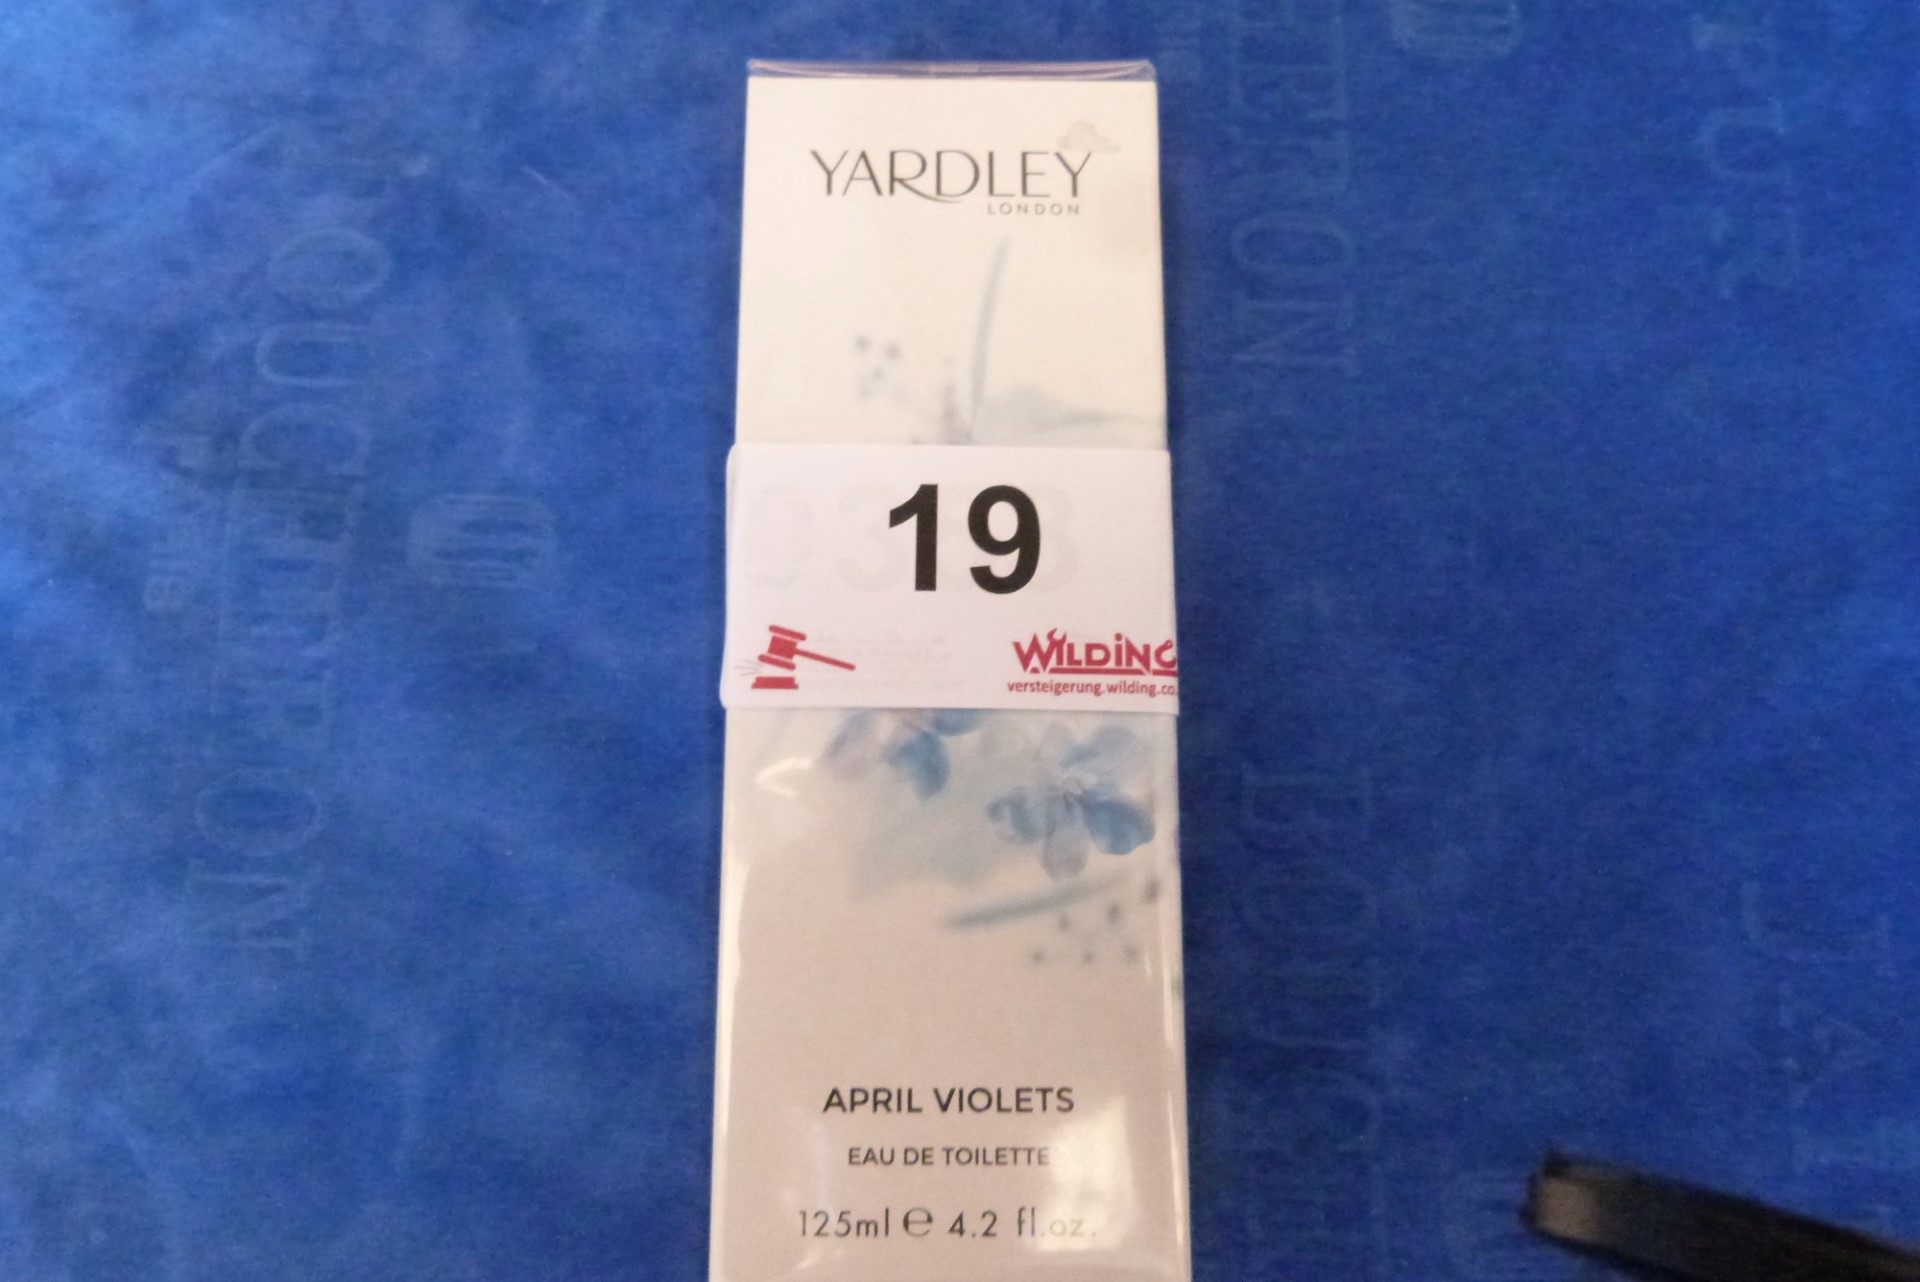 YARDLEY
LONDON
19
WILDING
versteigerung.wilding.co.
APRIL VIOLETS
EAU DE TOILETTE
125ml e 4.2 fl.oz.